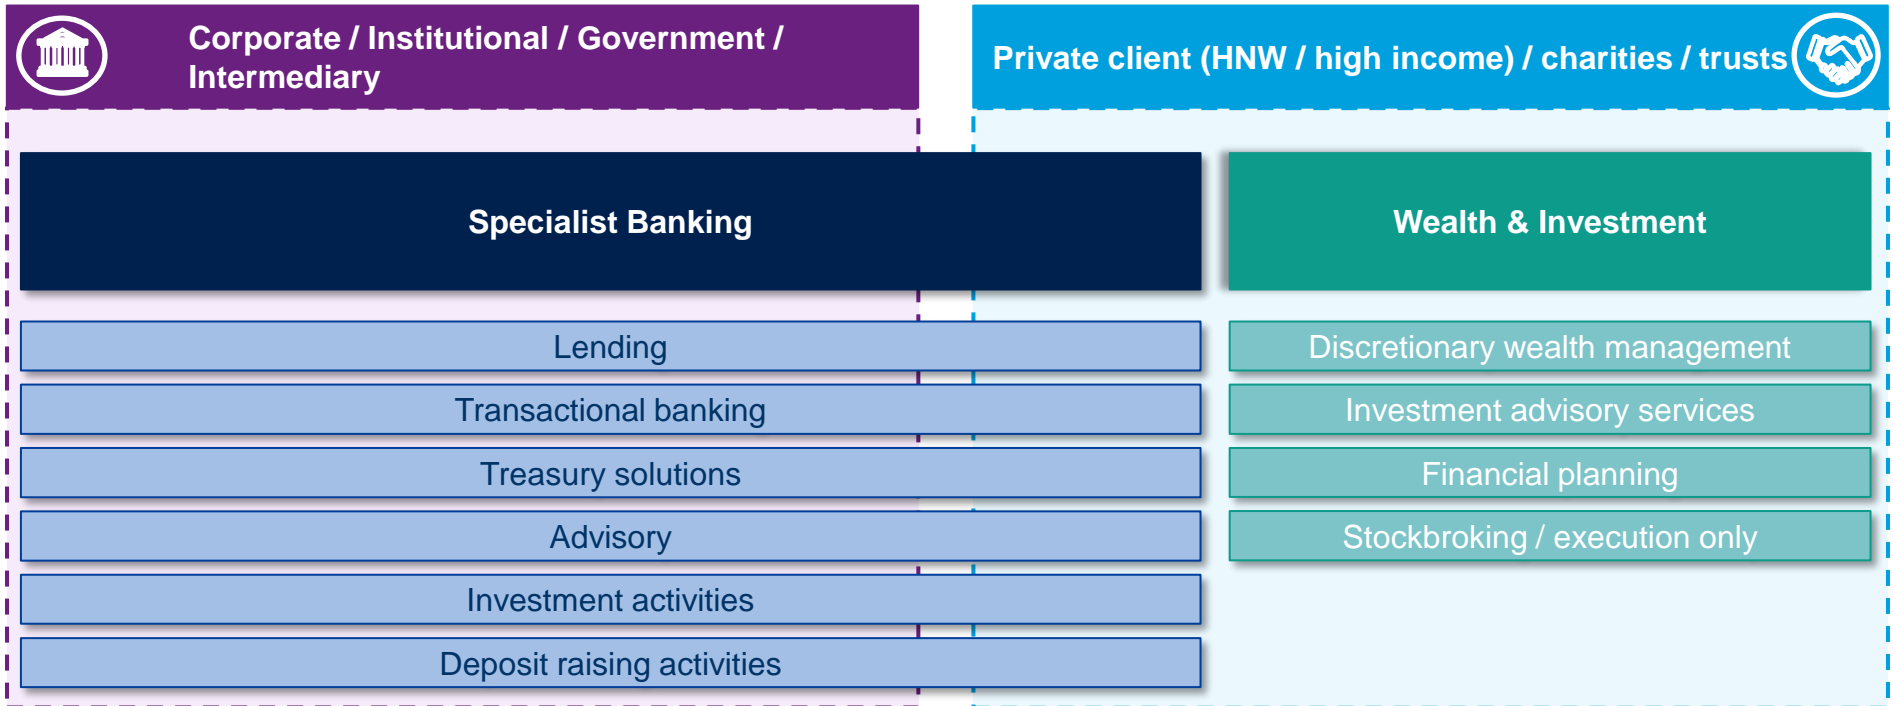 Corporate / Institutional / Government /
Intermediary
Private client (HNW / high income) / charities / trusts
Specialist Banking
Wealth & Investment
Lending
Transactional banking
Treasury solutions
Advisory
Investment activities
Deposit raising activities
Discretionary wealth management
Investment advisory services
Financial planning
Stockbroking / execution only